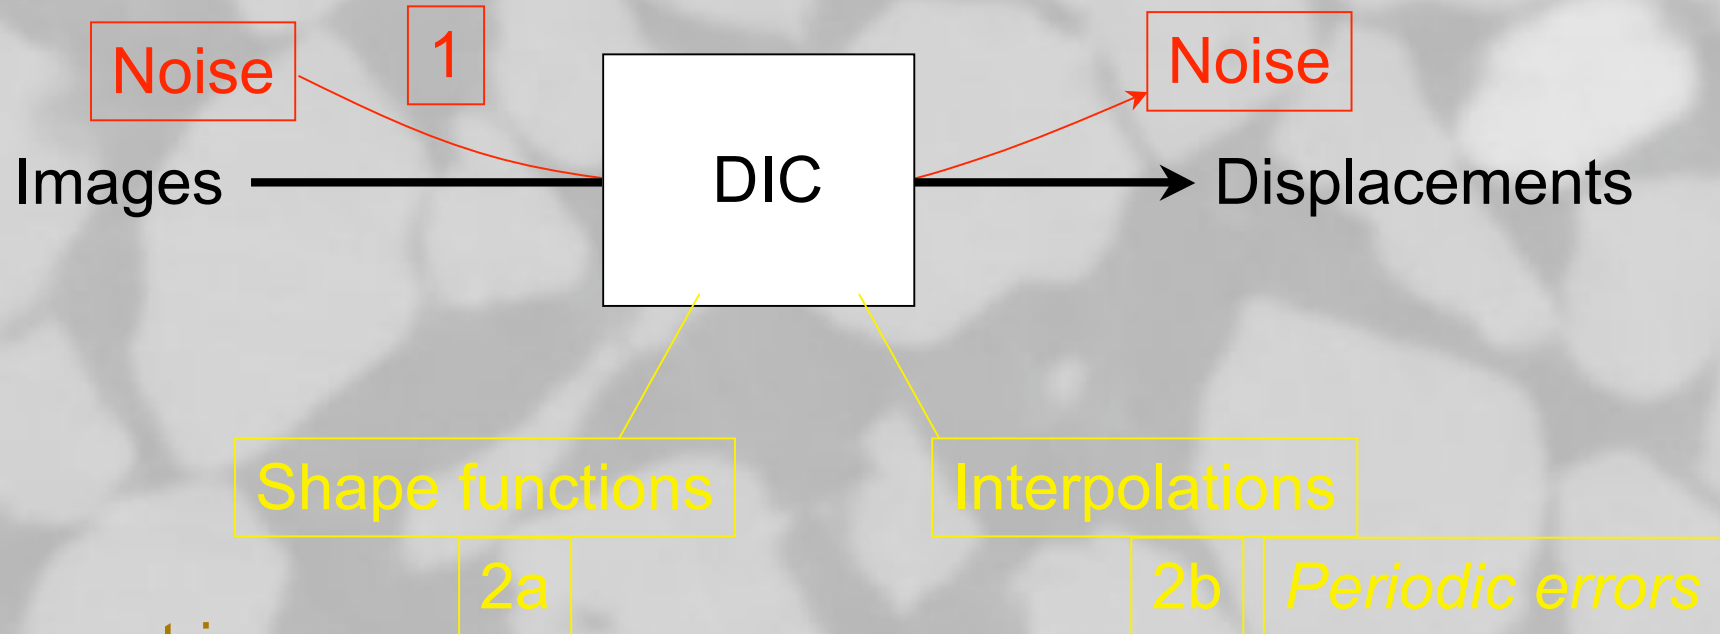 Noise
1
Noise
Images
DIC
Displacements
Shape functions
Interpolations
2a
2b
Periodic errors